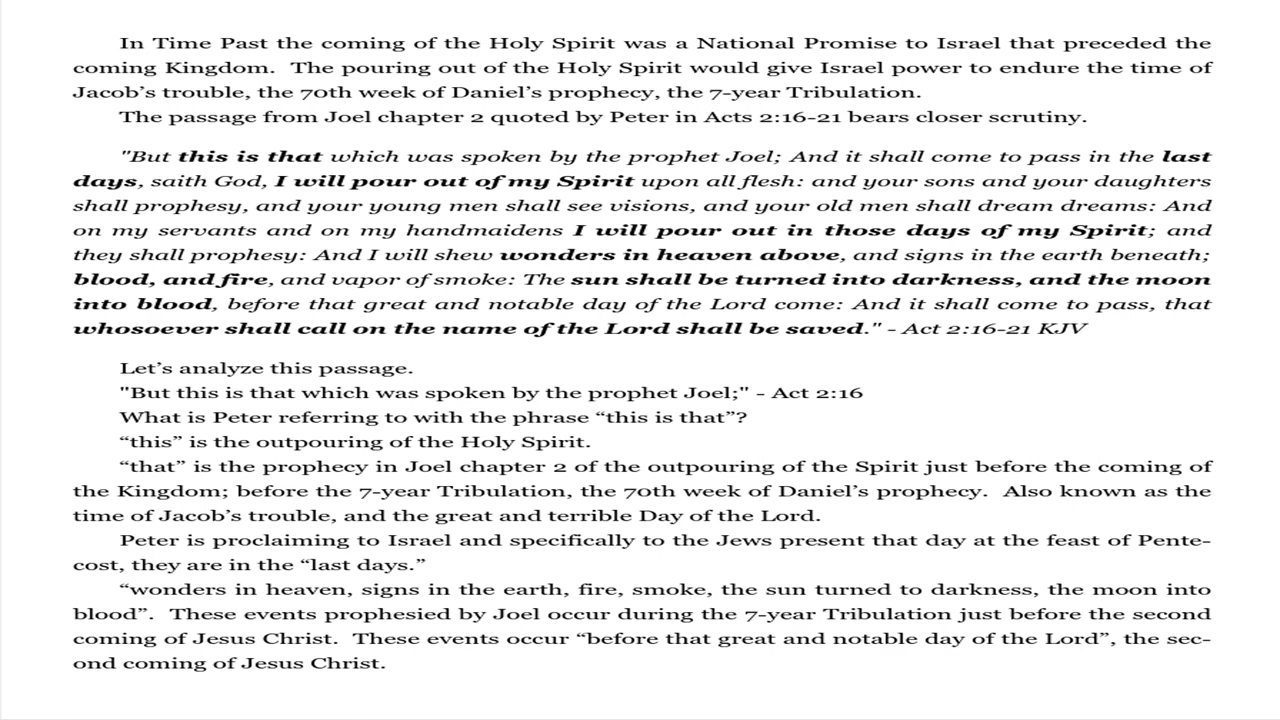 In Time Past the coming of the Holy Spirit was a National Promise to Israel that preceded the
coming Kingdom. The pouring out of the Holy Spirit would give Israel power to endure the time of
Jacob’s trouble, the 70th week of Daniel’s prophecy, the 7-year Tribulation.
The passage from Joel chapter 2 quoted by Peter in Acts 2:16-21 bears closer scrutiny.
"But this is that which was spoken by the prophet Joel; And it shall come to pass in the last
days, saith God, I will pour out of my Spirit upon all flesh: and your sons and your daughters
shall prophesy, and your young men shall see visions, and your old men shall dream dreams: And
on my servants and on my handmaidens I will pour out in those days of my Spirit; and
they shall prophesy: And I will shew wonders in heaven above, and signs in the earth beneath;
blood, and fire, and vapor of smoke: The sun shall be turned into darkness, and the moon
into blood, before that great and notable day of the Lord come: And it shall come to pass, that
whosoever shall call on the name of the Lord shall be saved." - Act 2:16-21 KJV
Let’s analyze this passage.
"But this is that which was spoken by the prophet Joel;" - Act 2:16
What is Peter referring to with the phrase “this is that”?
“this” is the outpouring of the Holy Spirit.
“that” is the prophecy in Joel chapter 2 of the outpouring of the Spirit just before the coming of
the Kingdom; before the 7-year Tribulation, the 70th week of Daniel’s prophecy. Also known as the
time of Jacob’s trouble, and the great and terrible Day of the Lord.
Peter is proclaiming to Israel and specifically to the Jews present that day at the feast of Pente-
cost, they are in the “last days.”
“wonders in heaven, signs in the earth, fire, smoke, the sun turned to darkness, the moon into
blood”. These events prophesied by Joel occur during the 7-year Tribulation just before the second
coming of Jesus Christ. These events occur “before that great and notable day of the Lord”, the sec-
ond coming of Jesus Christ.